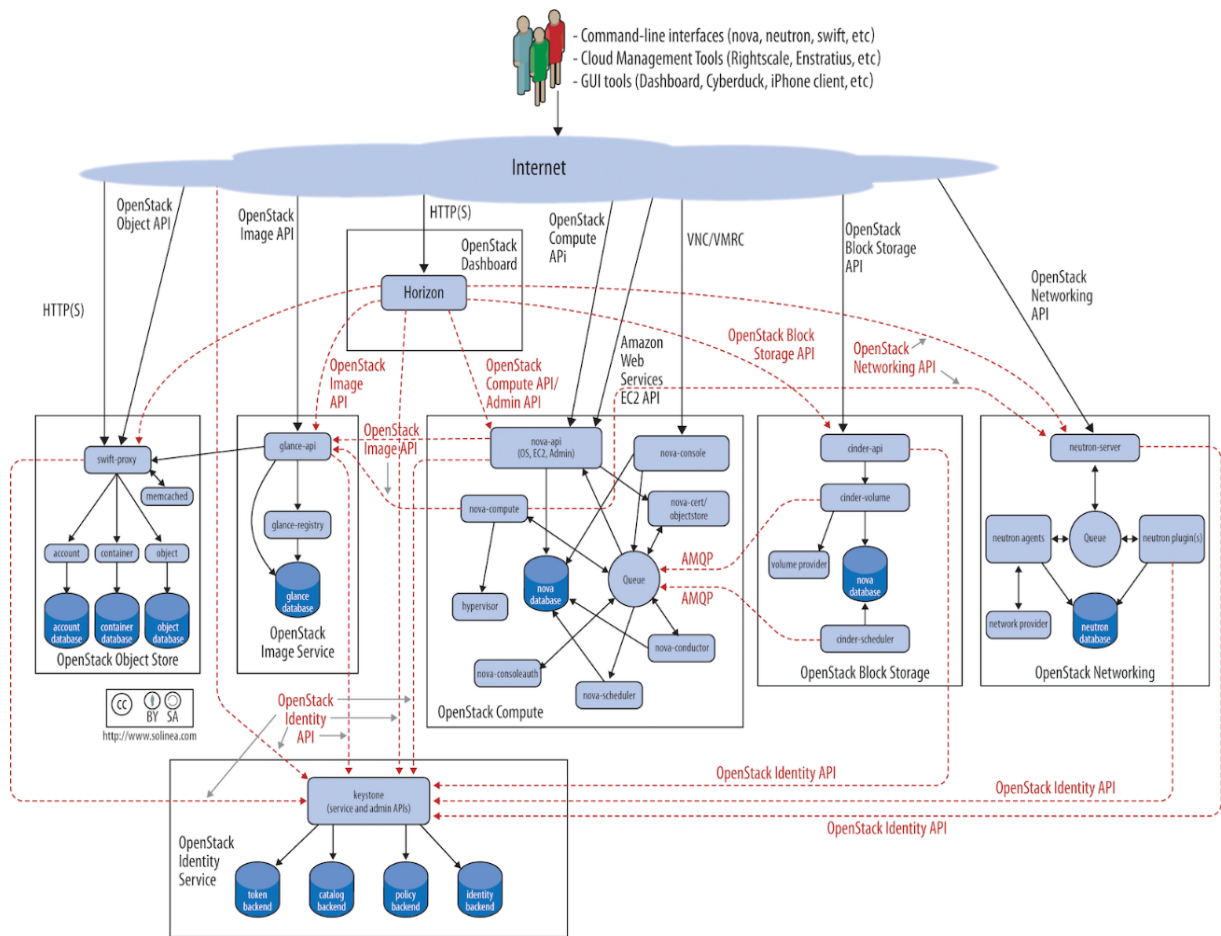 - Command-line interfaces (nova, neutron, swift, etc)
- Cloud Management Tools (Rightscale, Enstratius, etc)
- GUI tools (Dashboard, Cyberduck, iPhone client, etc)
Internet
OpenStack
Object API
OpenStack
Image API
HTTP(S)
OpenStack
Compute
APi
VNC/VMRC
OpenStack
Block Storage
API
OpenStack
Networking
API
HTTP(S)
OpenStack
Dashboard
Horizon
OpenStack
Image
API
OpenStack
Compute API/
Admin API
Amazon
Web
Services
EC2 API
OpenStack Block
Storage API
OpenStack
Networking API
OpenStack
Image API
swift-proxy
memcached
account
container
object
account
database
container
database
object
database
OpenStack Object Store
glance-api
glance-registry
glance
database
OpenStack
Image Service
nova-api
(OS, EC2, Admin)
nova-console
nova-compute
nova-cert/
objectstore
nova
database
Queue
hypervisor
nova-conductor
nova-consoleauth
nova-scheduler
OpenStack Compute
AMQP
AMQP
cinder-api
cinder-volume
volume provider
nova
database
cinder-scheduler
OpenStack Block Storage
neutron-server
neutron agents
Queue
neutron plugin(s)
network provider
neutron
database
OpenStack Networking
cc
BY SA
http://www.solinea.com
OpenStack
Identity
API
OpenStack Identity API
OpenStack Identity API
OpenStack Identity API
keystone
(service and admin APIs)
OpenStack
Identity
Service
token
backend
catalog
backend
policy
backend
identity
backend